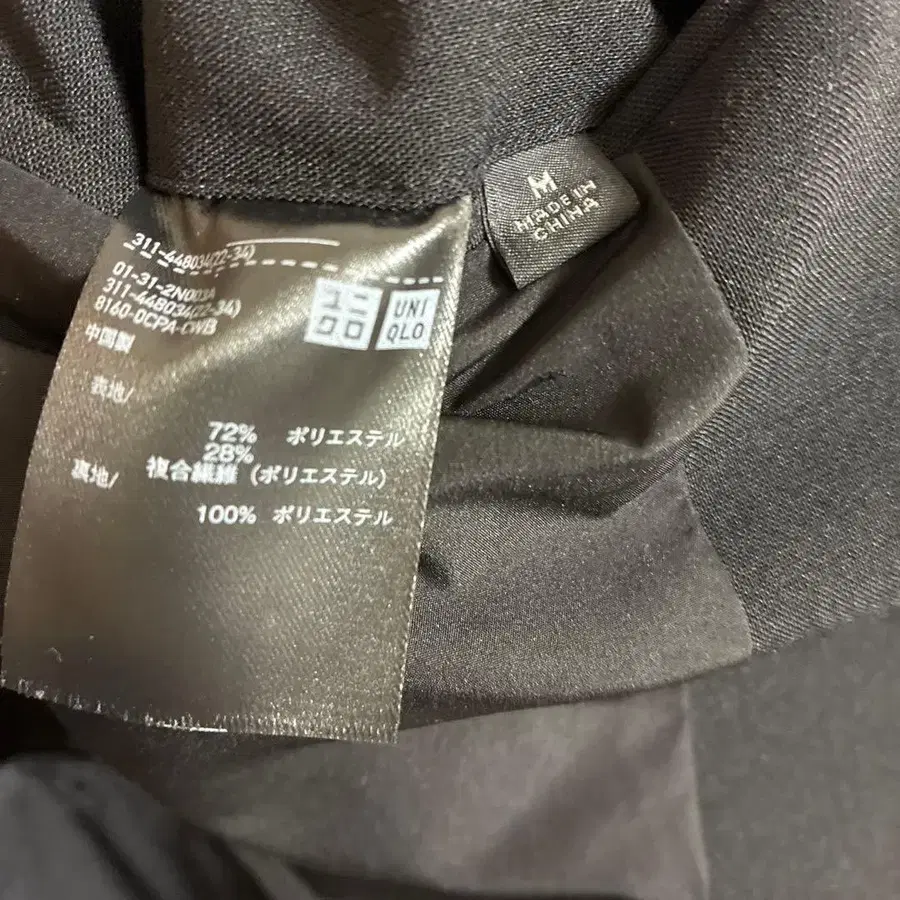 311-448034(22-34)
01-31-2N003A
311-448034(22-34)
8160-0CPA-CWB
中国製
ユニ
クロ
UNI
QLO
表地/
72% ポリエステル
28%
複合繊維 (ポリエステル)
裏地/
100% ポリエステル
M
MADE IN
CHINA